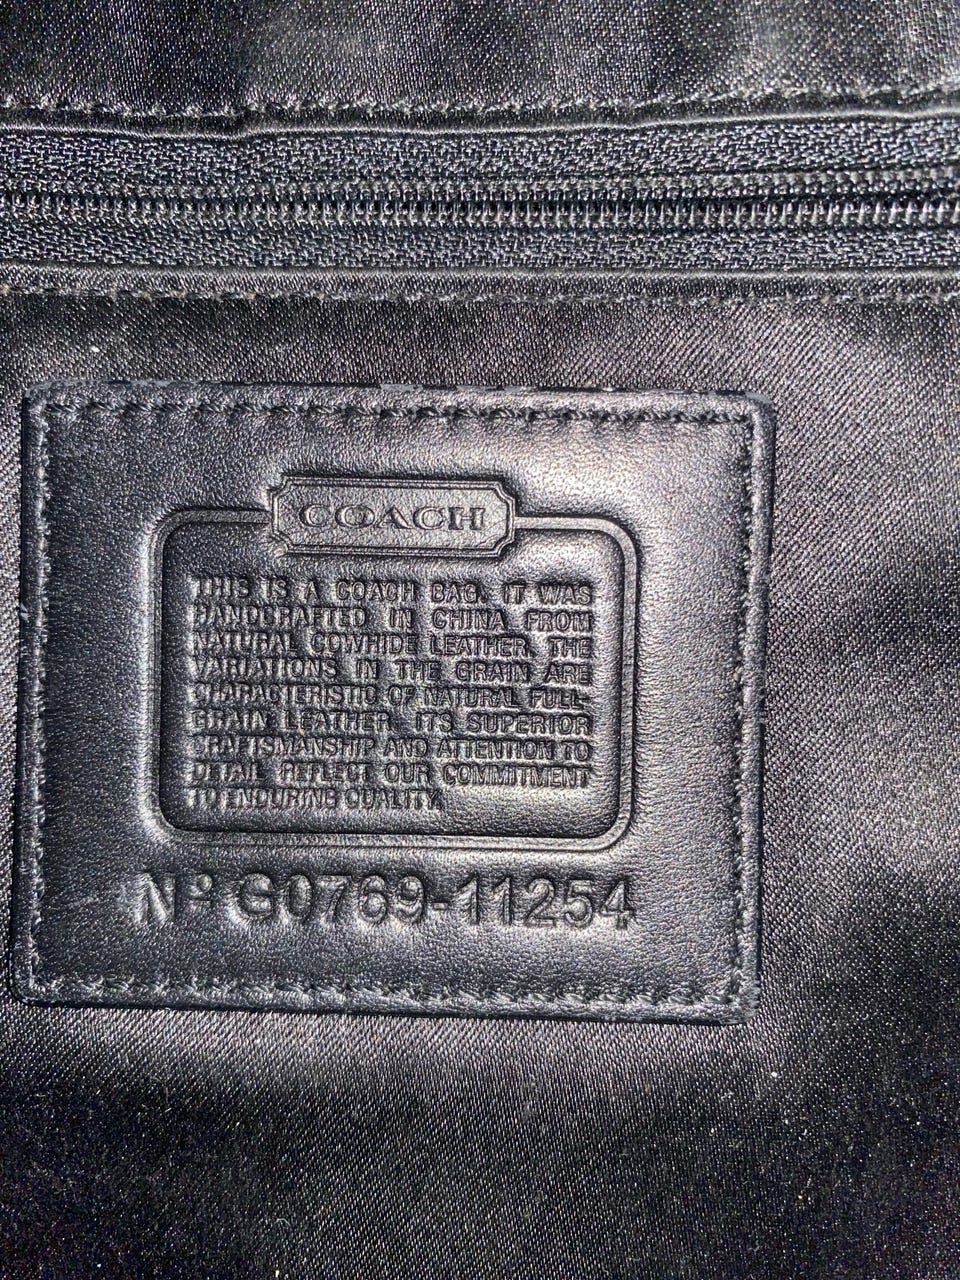 COACH
THIS IS A COACH BAG. IT WAS
HANDCRAFTED IN CHINA FROM
NATURAL COWHIDE LEATHER. THE
VARIATIONS IN THE GRAIN ARE
CHARACTERISTIC OF NATURAL FULL-
GRAIN LEATHER. ITS SUPERIOR
CRAFTSMANSHIP AND ATTENTION TO
DETAIL REFLECT OUR COMMITMENT
TO ENDURING QUALITY.
Nº G0769-11254